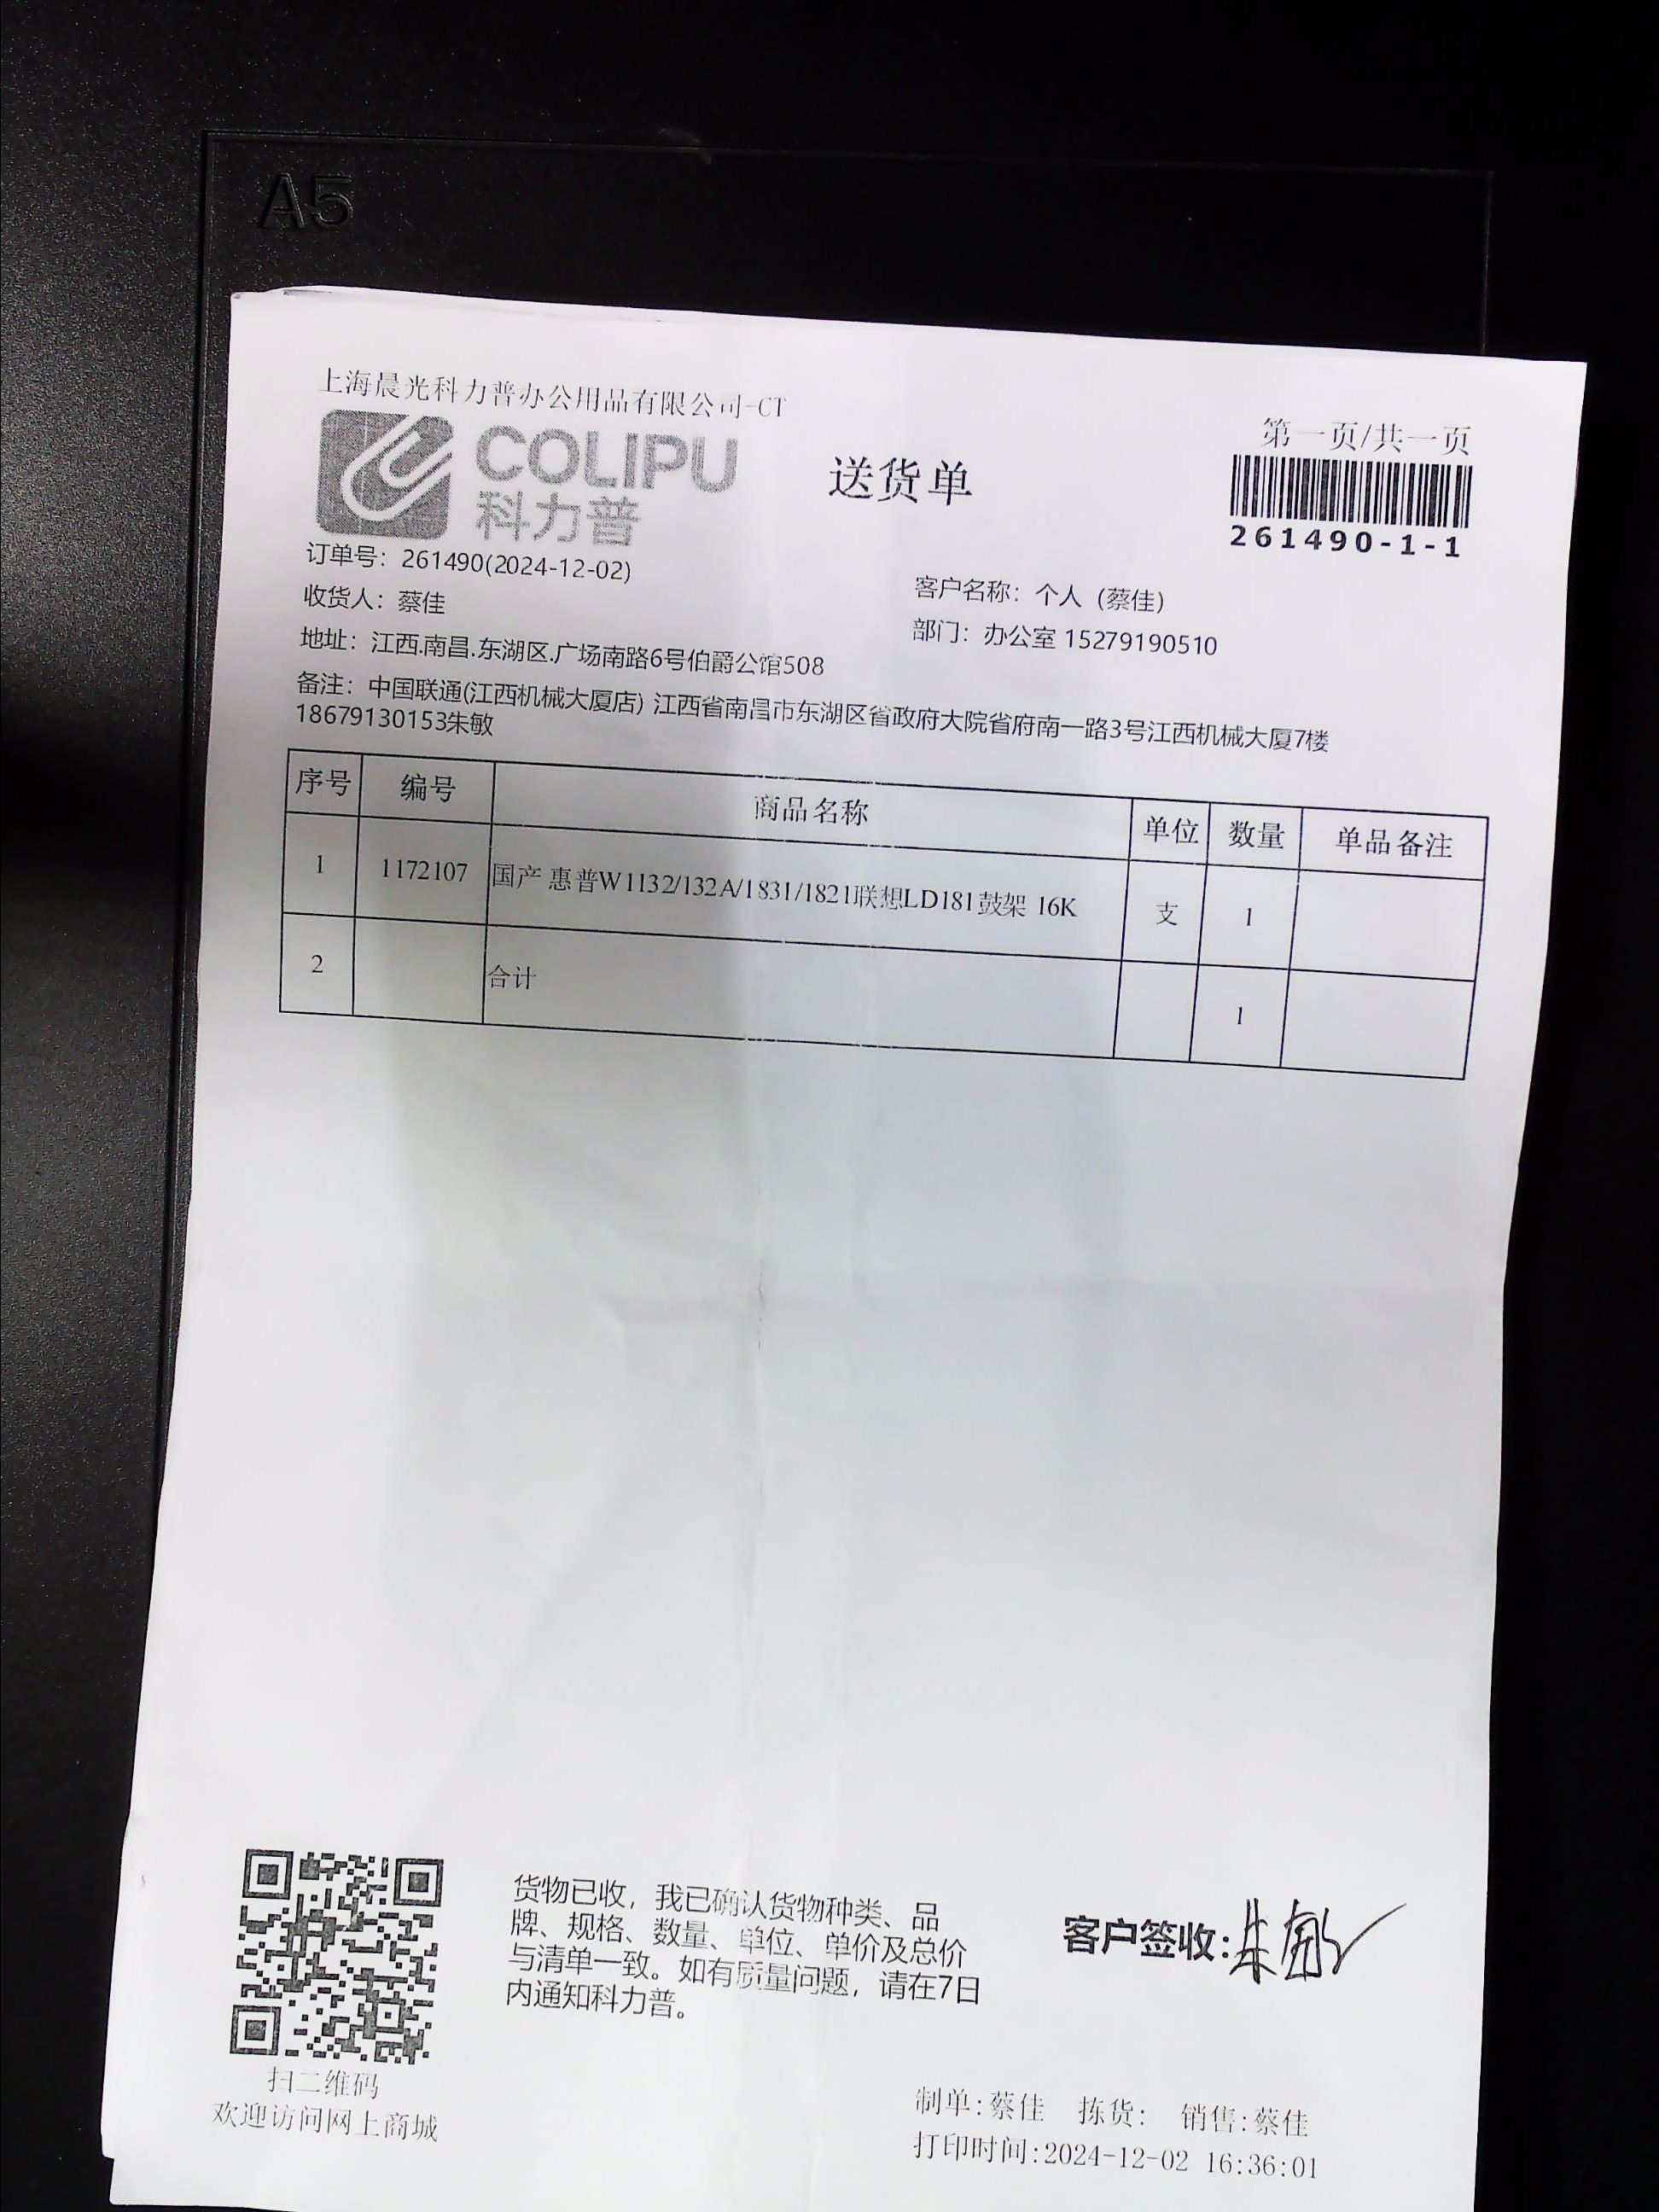 A5
上海晨光科力普办公用品有限公司-CT
COLIPU
科力普
送货单
第一页/共一页
261490-1-1
订单号：261490(2024-12-02)
收货人：蔡佳
客户名称：个人（蔡佳）
地址：江西.南昌.东湖区.广场南路6号伯爵公馆508
部门：办公室 15279190510
备注：中国联通(江西机械大厦店) 江西省南昌市东湖区省政府大院省府南一路3号江西机械大厦7楼
18679130153朱敏
序号 编号 商品名称 单位 数量 单品备注
1 1172107 国产 惠普W1132/132A/1831/1821联想LD181鼓架 16K 支 1
2 合计 1
货物已收，我已确认货物种类、品
牌、规格、数量、单位、单价及总价
与清单一致。如有质量问题，请在7日
内通知科力普。
客户签收:朱敏
扫二维码
欢迎访问网上商城
制单:蔡佳 拣货: 销售:蔡佳
打印时间:2024-12-02 16:36:01